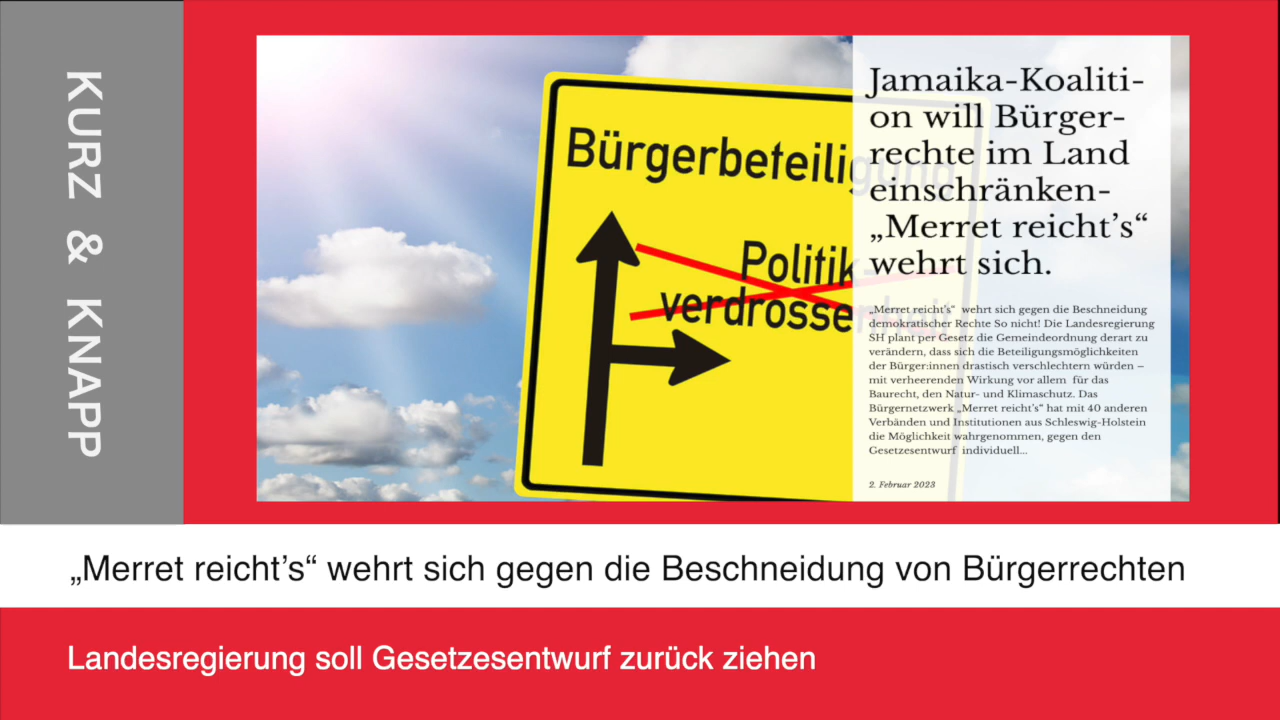 KURZ & KNAPP
Bürgerbeteiligung
Politik
verdrossenheit
Jamaika-Koaliti-
on will Bürger-
rechte im Land
einschränken-
„Merret reicht’s“
wehrt sich.
„Merret reicht’s“ wehrt sich gegen die Beschneidung
demokratischer Rechte So nicht! Die Landesregierung
SH plant per Gesetz die Gemeindeordnung derart zu
verändern, dass sich die Beteiligungsmöglichkeiten
der Bürger:innen drastisch verschlechtern würden –
mit verheerenden Wirkung vor allem für das
Baurecht, den Natur- und Klimaschutz. Das
Bürgernetzwerk „Merret reicht’s“ hat mit 40 anderen
Verbänden und Institutionen aus Schleswig-Holstein
die Möglichkeit wahrgenommen, gegen den
Gesetzesentwurf individuell...
2. Februar 2023
„Merret reicht’s“ wehrt sich gegen die Beschneidung von Bürgerrechten
Landesregierung soll Gesetzesentwurf zurück ziehen